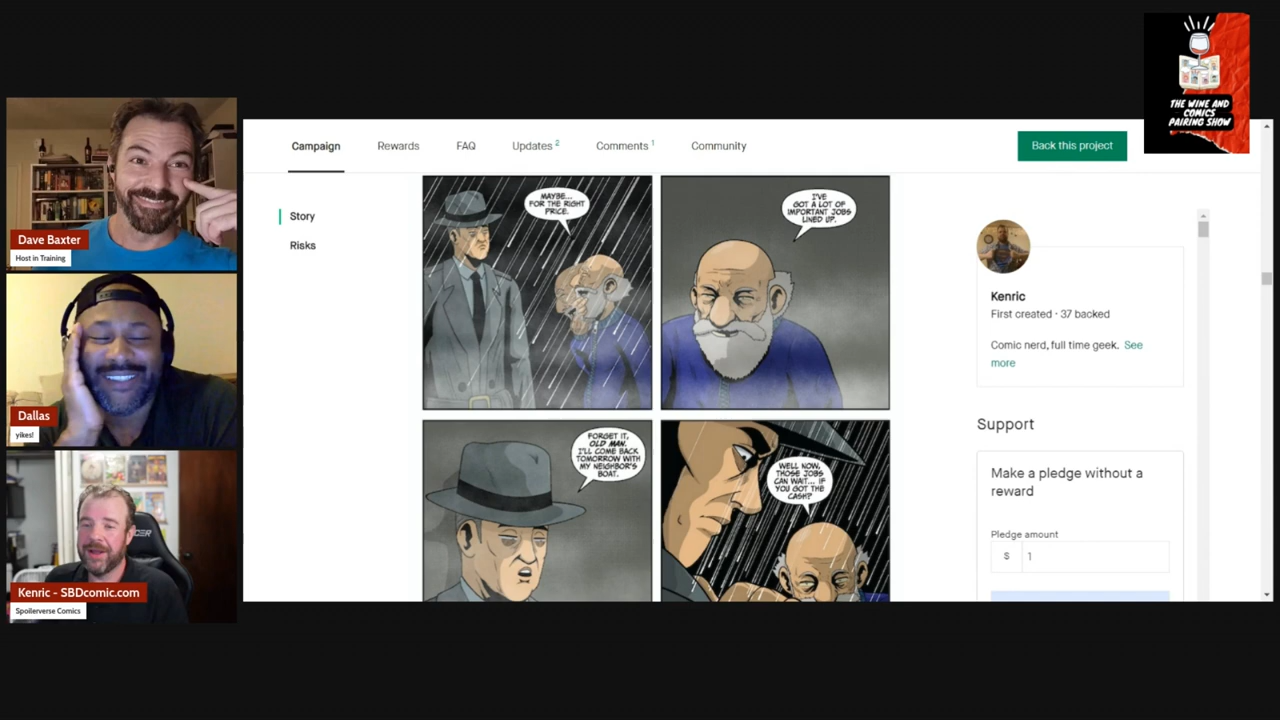 THE WINE AND
COMICS
PAIRING SHOW
Dave Baxter
Host in Training
Dallas
yikes!
Kenric - SBDcomic.com
Spoilerverse Comics
Campaign
Rewards
FAQ
Updates 2
Comments 1
Community
Back this project
Story
Risks
MAYBE...
FOR THE RIGHT
PRICE.
I'VE
GOT A LOT OF
IMPORTANT JOBS
LINED UP.
FORGET IT,
OLD MAN.
I'LL COME BACK
TOMORROW WITH
MY NEIGHBOR'S
BOAT.
WELL NOW,
THOSE JOBS
CAN WAIT... IF
YOU GOT THE
CASH?
Kenric
First created · 37 backed
Comic nerd, full time geek. See
more
Support
Make a pledge without a
reward
Pledge amount
$ 1